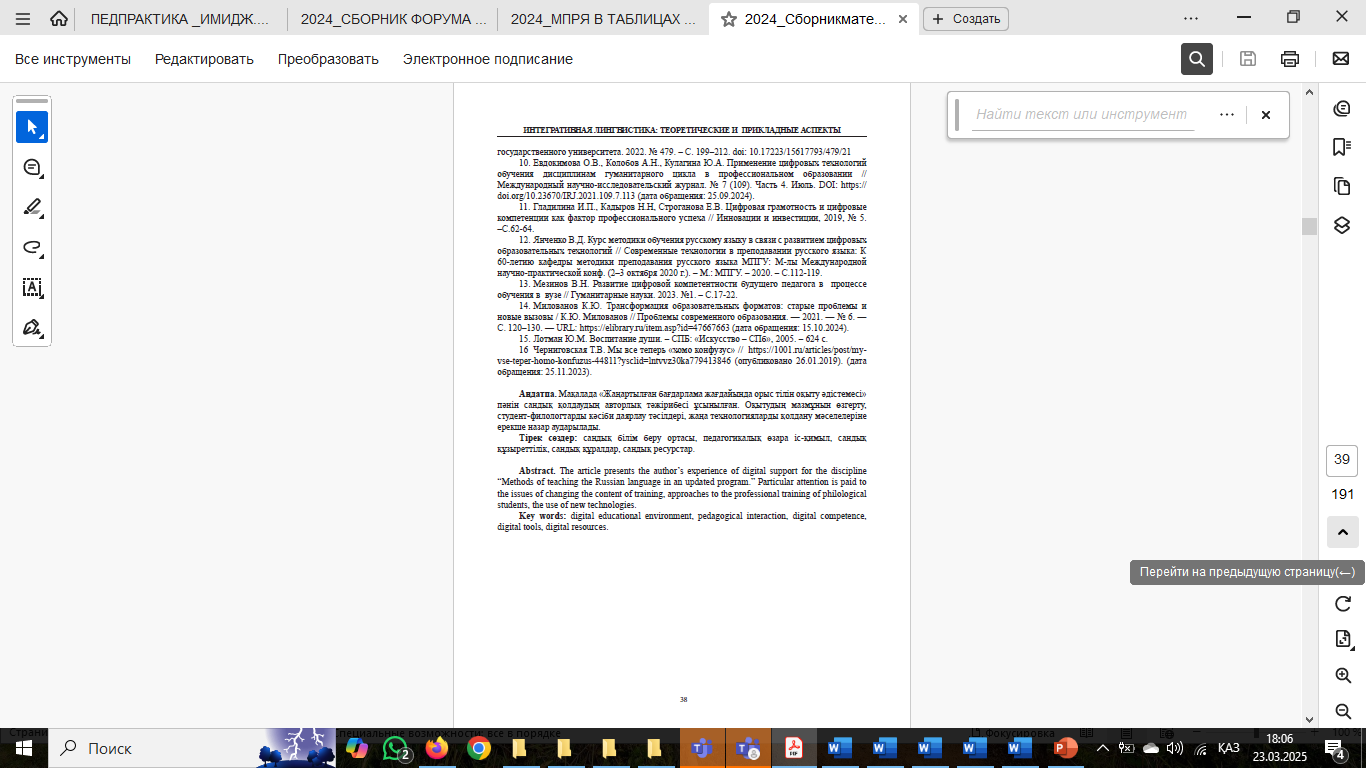 ПЕДПРАКТИКА _ИМИДЖ....
2024_СБОРНИК ФОРУМА ...
2024_МПРЯ В ТАБЛИЦАХ ...
2024_Сборникмате...
Создать
Все инструменты
Редактировать
Преобразовать
Электронное подписание
Найти текст или инструмент
ИНТЕГРАТИВНАЯ ЛИНГВИСТИКА: ТЕОРЕТИЧЕСКИЕ И ПРИКЛАДНЫЕ АСПЕКТЫ
государственного университета. 2022. № 479. – С. 199–212. doi: 10.17223/15617793/479/21
10. Евдокимова О.В., Колобов А.Н., Кулагина Ю.А. Применение цифровых технологий
обучения дисциплинам гуманитарного цикла в профессиональном образовании //
Международный научно-исследовательский журнал. № 7 (109). Часть 4. Июль. DOI: https://
doi.org/10.23670/IRJ.2021.109.7.113 (дата обращения: 25.09.2024).
11. Гладилина И.П., Кадыров Н.Н, Строганова Е.В. Цифровая грамотность и цифровые
компетенции как фактор профессионального успеха // Инновации и инвестиции, 2019, № 5.
–С.62-64.
12. Янченко В.Д. Курс методики обучения русскому языку в связи с развитием цифровых
образовательных технологий // Современные технологии в преподавании русского языка: К
60-летию кафедры методики преподавания русского языка МПГУ: М-лы Международной
научно-практической конф. (2–3 октября 2020 г.). – М.: МПГУ. – 2020. – С.112-119.
13. Мезинов В.Н. Развитие цифровой компетентности будущего педагога в процессе
обучения в вузе // Гуманитарные науки. 2023. №1. – С.17-22.
14. Милованов К.Ю. Трансформация образовательных форматов: старые проблемы и
новые вызовы / К.Ю. Милованов // Проблемы современного образования. — 2021. — № 6. —
С. 120–130. — URL: https://elibrary.ru/item.asp?id=47667663 (дата обращения: 15.10.2024).
15. Лотман Ю.М. Воспитание души. – СПБ: «Искусство – СПб», 2005. – 624 с.
16 Черниговская Т.В. Мы все теперь «хомо конфузус» // https://1001.ru/articles/post/my-
vse-teper-homo-konfuzus-44811?ysclid=lntvvz30ka779413846 (опубликовано 26.01.2019). (дата
обращения: 25.11.2023).
Аңдатпа. Мақалада «Жаңартылған бағдарлама жағдайында орыс тілін оқыту әдістемесі»
пәнін сандық қолдаудың авторлық тәжірибесі ұсынылған. Оқытудың мазмұнын өзгерту,
студент-филологтарды кәсіби даярлау тәсілдері, жаңа технологияларды қолдану мәселелеріне
ерекше назар аударылады.
Тірек сөздер: сандық білім беру ортасы, педагогикалық өзара іс-қимыл, сандық
құзыреттілік, сандық құралдар, сандық ресурстар.
Abstract. The article presents the author’s experience of digital support for the discipline
“Methods of teaching the Russian language in an updated program.” Particular attention is paid to
the issues of changing the content of training, approaches to the professional training of philological
students, the use of new technologies.
Key words: digital educational environment, pedagogical interaction, digital competence,
digital tools, digital resources.
38
39
191
Перейти на предыдущую страницу(←)
Поиск
2
ҚАЗ
18:06
23.03.2025
4